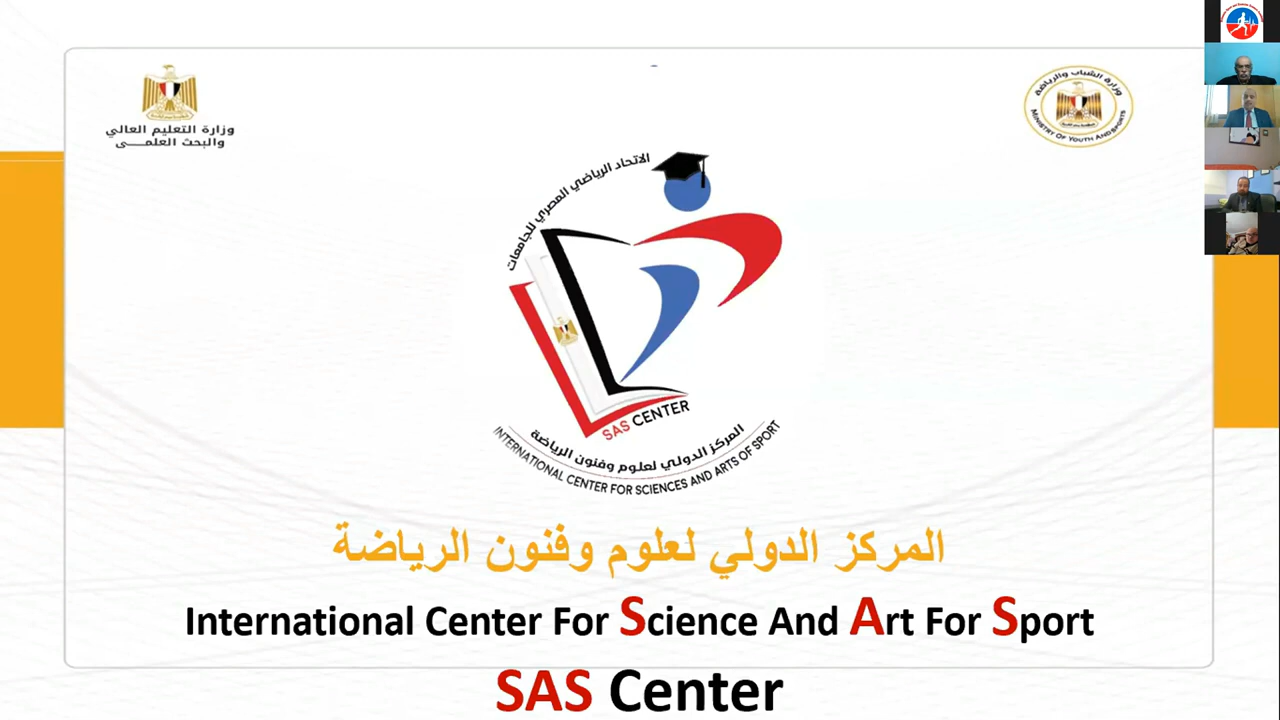 وزارة التعليم العالي
والبحث العلمـــــى
وزارة الشباب والرياضة
MINISTRY OF YOUTH AND SPORTS
الاتحاد الرياضي المصري للجامعات
SAS CENTER
المركز الدولي لعلوم وفنون الرياضة
INTERNATIONAL CENTER FOR SCIENCES AND ARTS OF SPORT
المركز الدولي لعلوم وفنون الرياضة
International Center For Science And Art For Sport
SAS Center